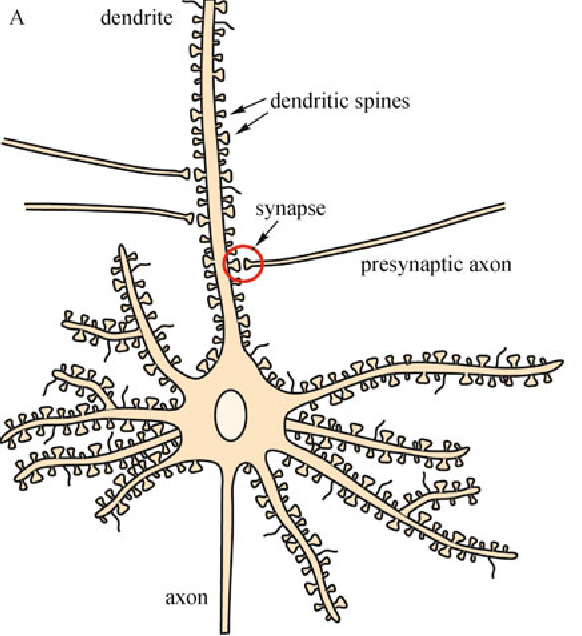 A
dendrite
dendritic spines
synapse
presynaptic axon
axon